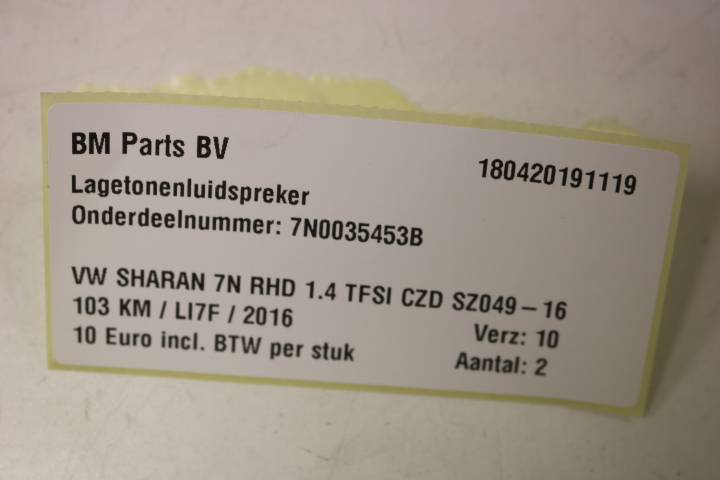 BM Parts BV
180420191119
Lagetonenluidspreker
Onderdeelnummer: 7N0035453B
VW SHARAN 7N RHD 1.4 TFSI CZD SZ049-16
103 KM / LI7F / 2016
Verz: 10
10 Euro incl. BTW per stuk
Aantal: 2